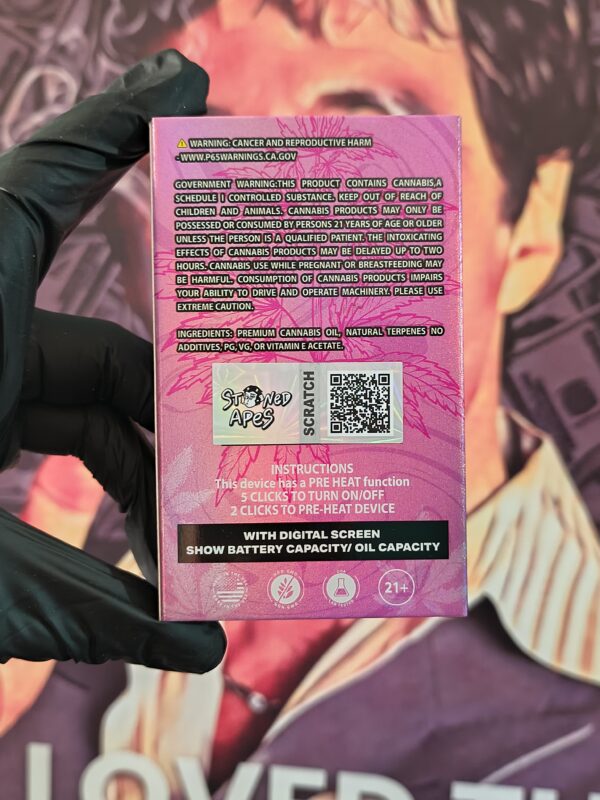 ⚠ WARNING: CANCER AND REPRODUCTIVE HARM
- WWW.P65WARNINGS.CA.GOV
GOVERNMENT WARNING:THIS PRODUCT CONTAINS CANNABIS,A
SCHEDULE I CONTROLLED SUBSTANCE. KEEP OUT OF REACH OF
CHILDREN AND ANIMALS. CANNABIS PRODUCTS MAY ONLY BE
POSSESSED OR CONSUMED BY PERSONS 21 YEARS OF AGE OR OLDER
UNLESS THE PERSON IS A QUALIFIED PATIENT. THE INTOXICATING
EFFECTS OF CANNABIS PRODUCTS MAY BE DELAYED UP TO TWO
HOURS. CANNABIS USE WHILE PREGNANT OR BREASTFEEDING MAY
BE HARMFUL. CONSUMPTION OF CANNABIS PRODUCTS IMPAIRS
YOUR ABILITY TO DRIVE AND OPERATE MACHINERY. PLEASE USE
EXTREME CAUTION.
INGREDIENTS: PREMIUM CANNABIS OIL, NATURAL TERPENES NO
ADDITIVES, PG, VG, OR VITAMIN E ACETATE.
STONED
APES
SCRATCH
INSTRUCTIONS
This device has a PRE HEAT function
5 CLICKS TO TURN ON/OFF
2 CLICKS TO PRE-HEAT DEVICE
WITH DIGITAL SCREEN
SHOW BATTERY CAPACITY/ OIL CAPACITY
21+
LOVED